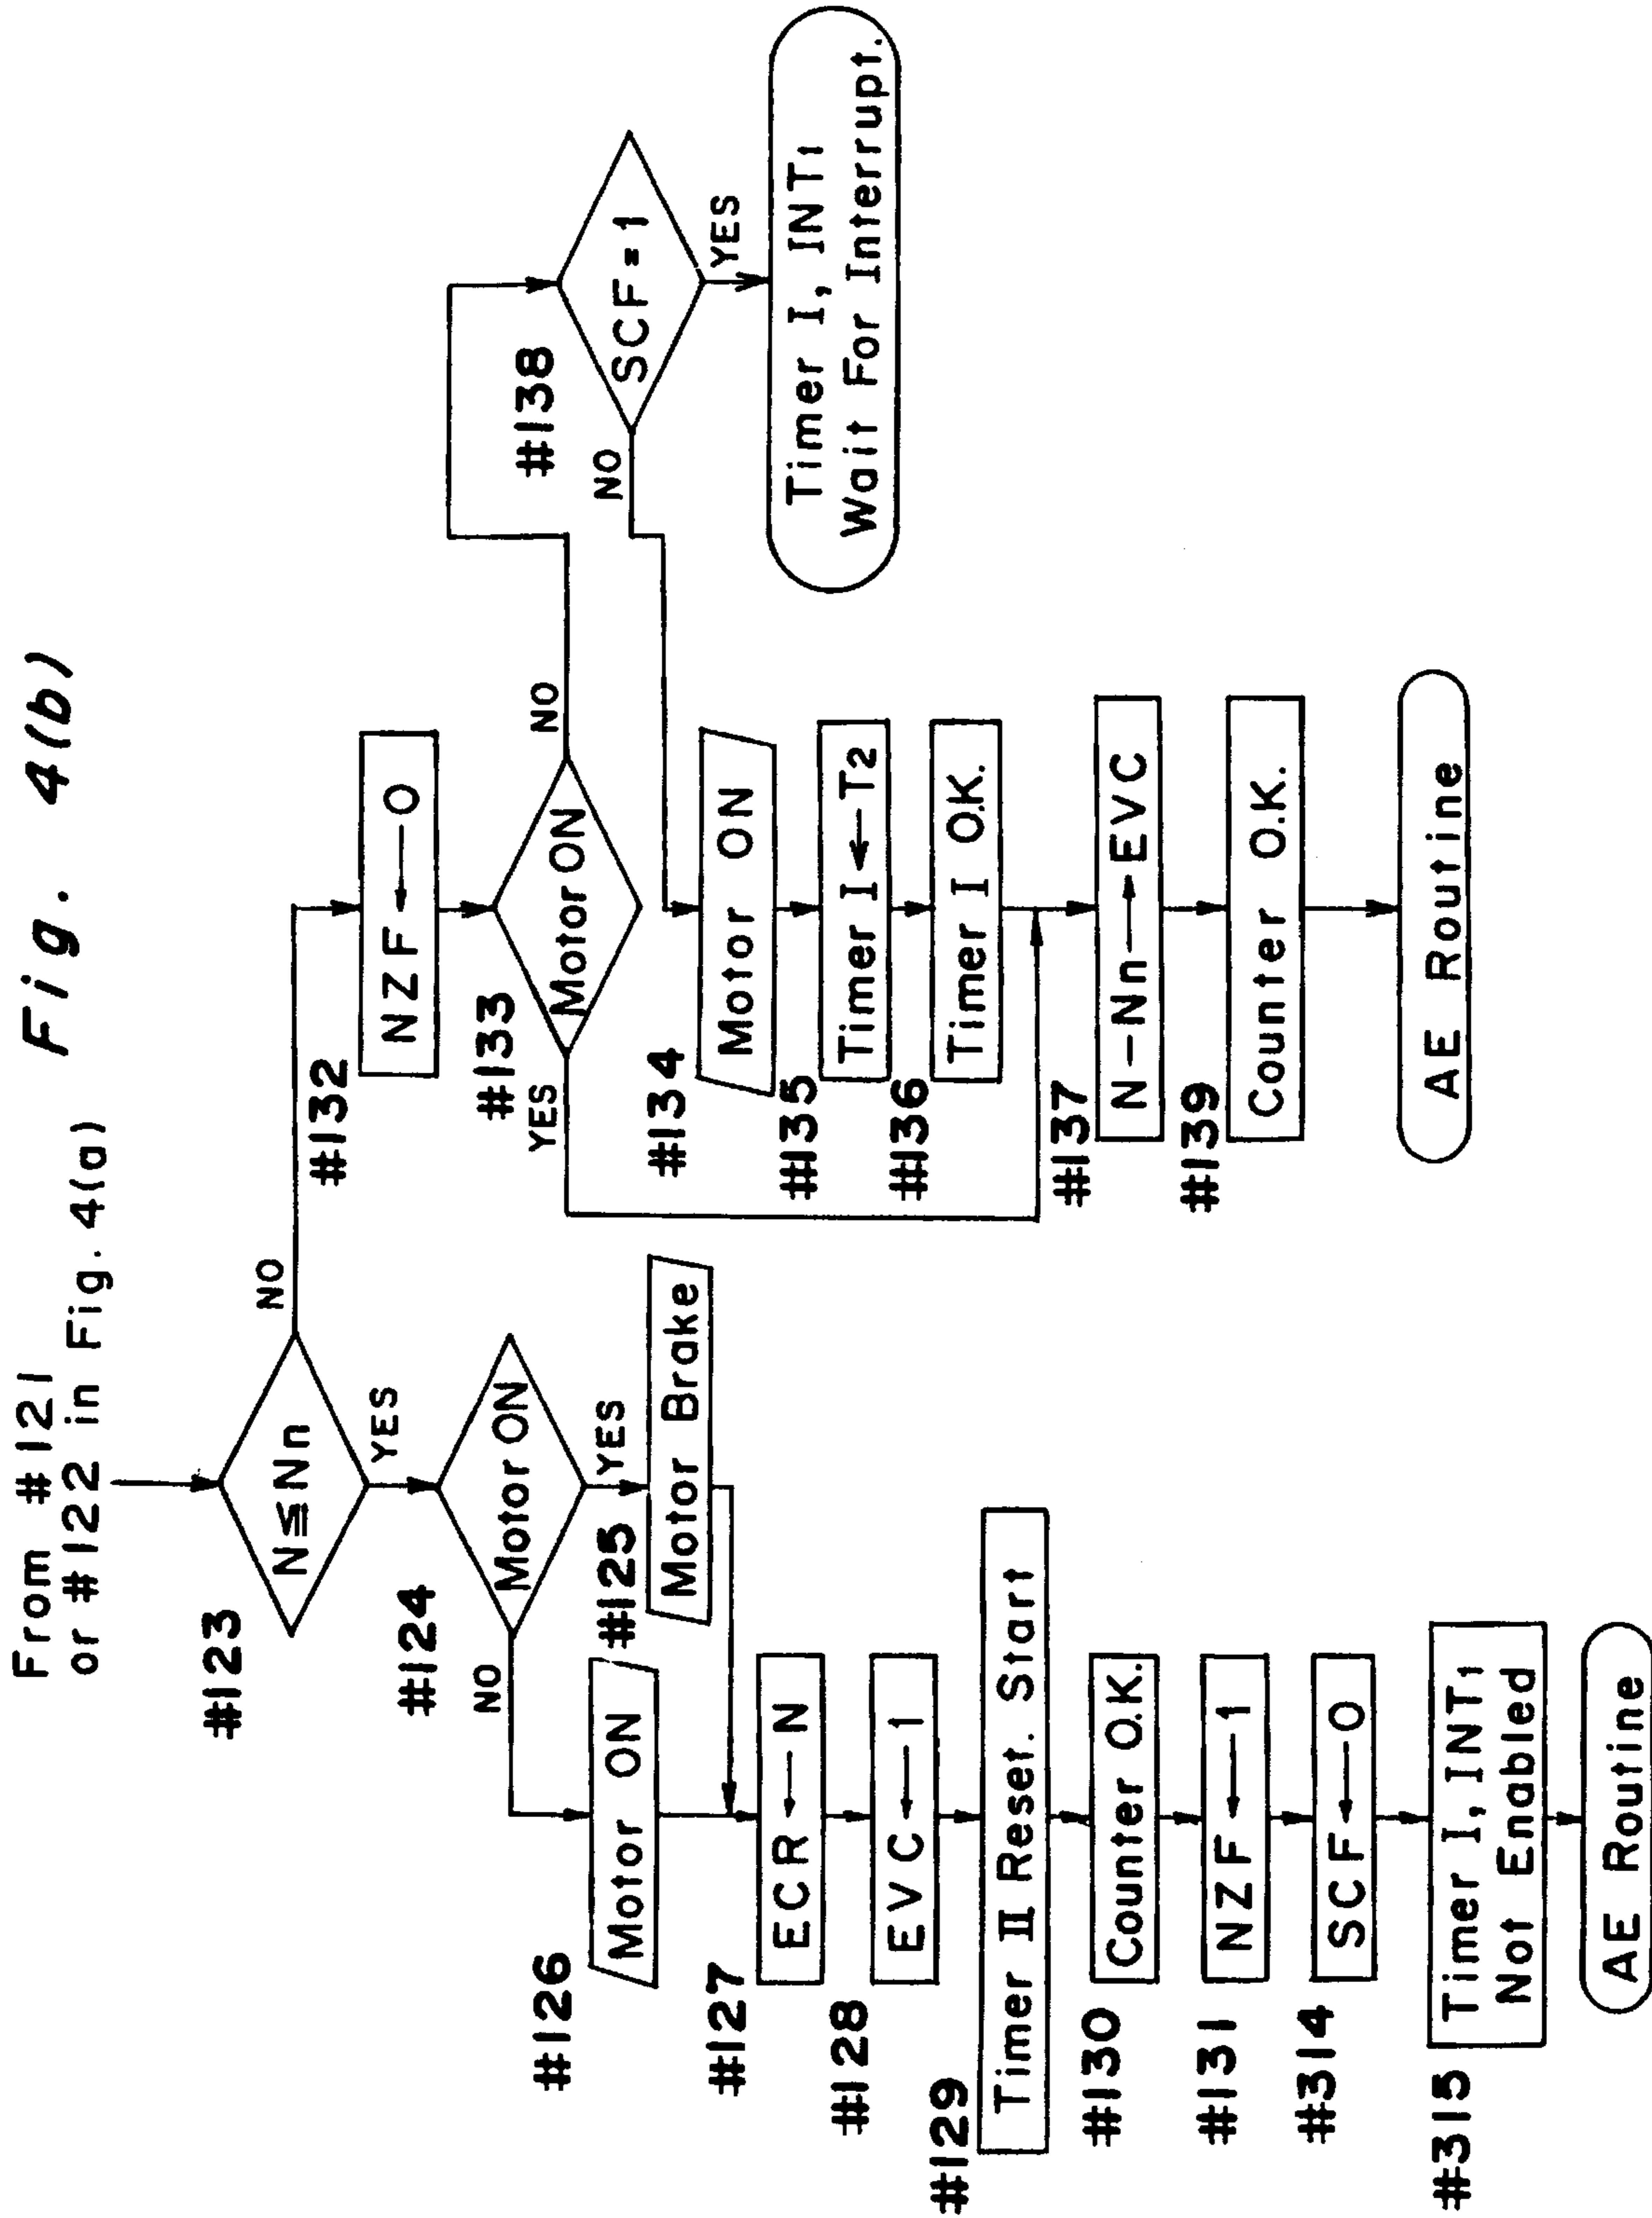 Fig. 4(b)
From #121
or #122 in Fig. 4(a)
#123
N≦Nn
NO
YES
#124
Motor ON
NO
YES
#125
Motor Brake
#126
Motor ON
#127
ECR←N
#128
EVC←1
#129
Timer II Reset. Start
#130
Counter O.K.
#131
NZF←1
#314
SCF←0
#315
Timer I, INT1
Not Enabled
AE Routine
#132
NZF←0
#133
Motor ON
YES
NO
#134
Motor ON
#135
Timer I←T2
#136
Timer I O.K.
#137
N-Nn→EVC
#139
Counter O.K.
AE Routine
#138
SCF=1
NO
YES
Timer I, INT1
Wait For Interrupt.